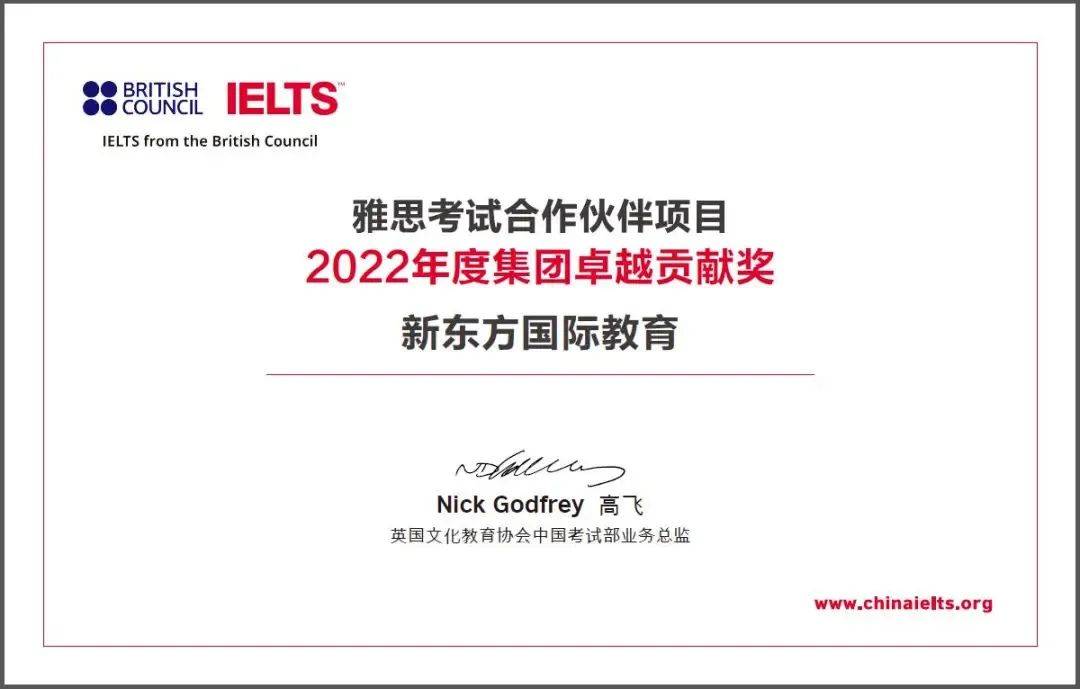 BRITISH COUNCIL IELTS™
IELTS from the British Council
雅思考试合作伙伴项目
2022年度集团卓越贡献奖
新东方国际教育
Nick Godfrey 高飞
英国文化教育协会中国考试部业务总监
www.chinaielts.org